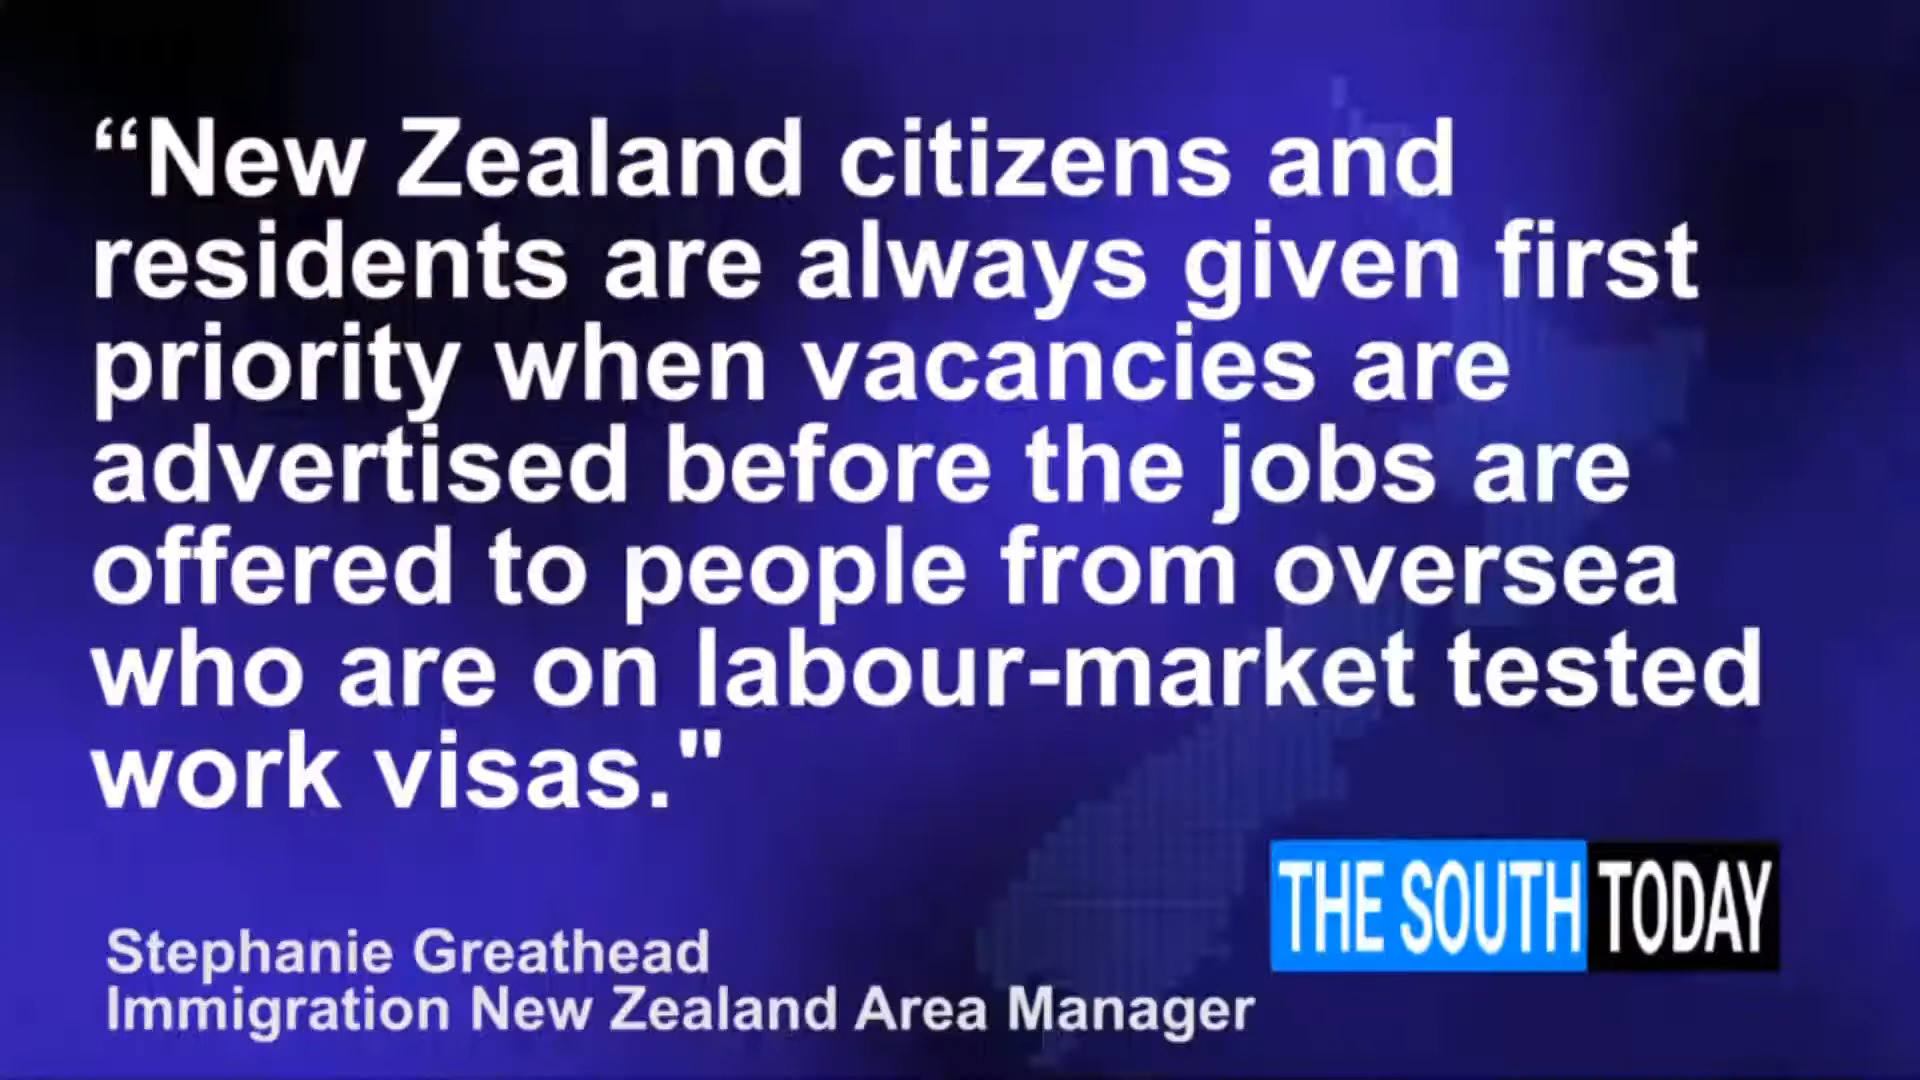 “New Zealand citizens and
residents are always given first
priority when vacancies are
advertised before the jobs are
offered to people from oversea
who are on labour-market tested
work visas."
THE SOUTH TODAY
Stephanie Greathead
Immigration New Zealand Area Manager